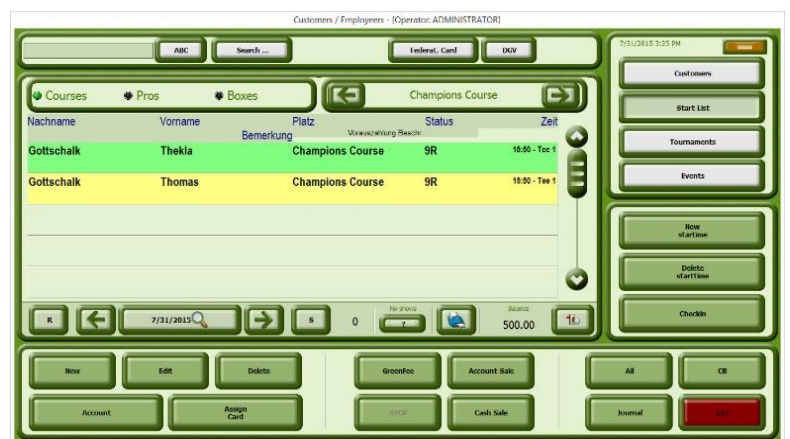 Customers / Employeers - [Operator: ADMINISTRATOR]
ABC Search ... Federat. Card DGV
7/31/2015 3:25 PM
Customers
Start List
Tournaments
Events
Courses Pros Boxes Champions Course
Nachname Vorname Platz Status Zeit
Bemerkung Vorauszahlung Beschr.
Gottschalk Thekla Champions Course 9R 15:50 - Tee 1
Gottschalk Thomas Champions Course 9R 15:50 - Tee 1
New
starttime
Delete
starttime
Checkin
R 7/31/2015 S 0 No-shows ? Balance 500.00
New Edit Delete GreenFee Account Sale All CB
Account Assign
Card
Cash Sale Journal